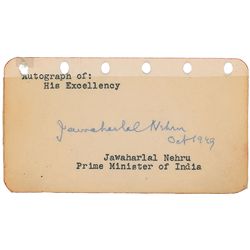 Autograph of:
His Excellency
Jawaharlal Nehru
Oct 1949
Jawaharlal Nehru
Prime Minister of India